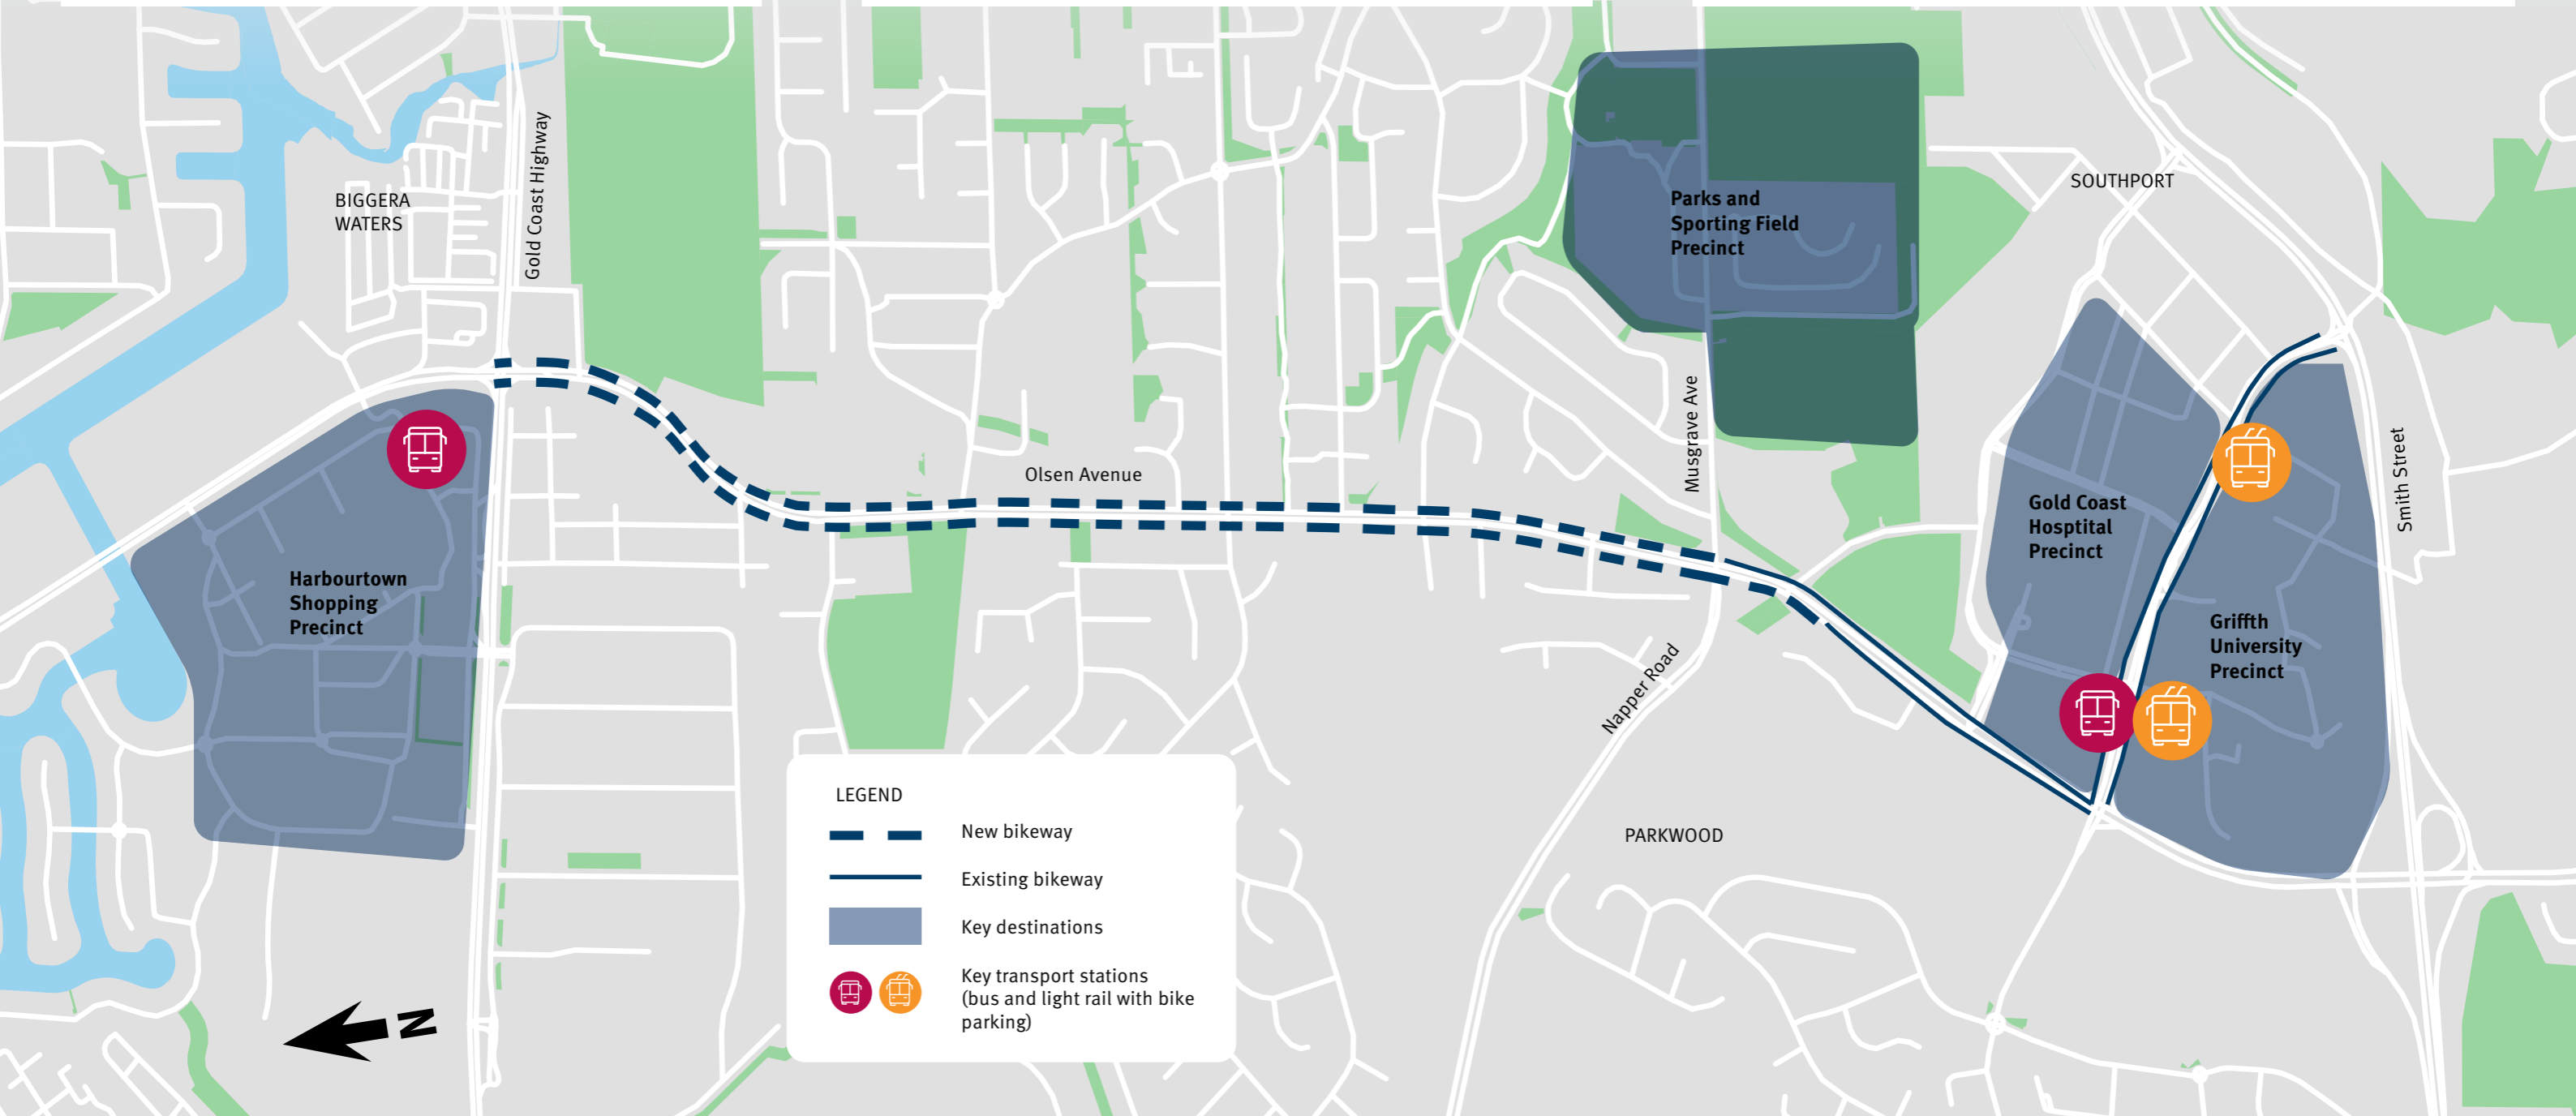 BIGGERA
WATERS
Gold Coast Highway
Harbourtown
Shopping
Precinct
Olsen Avenue
Parks and
Sporting Field
Precinct
Musgrave Ave
Napper Road
PARKWOOD
SOUTHPORT
Gold Coast
Hosptital
Precinct
Griffth
University
Precinct
Smith Street
LEGEND
New bikeway
Existing bikeway
Key destinations
Key transport stations
(bus and light rail with bike
parking)
N